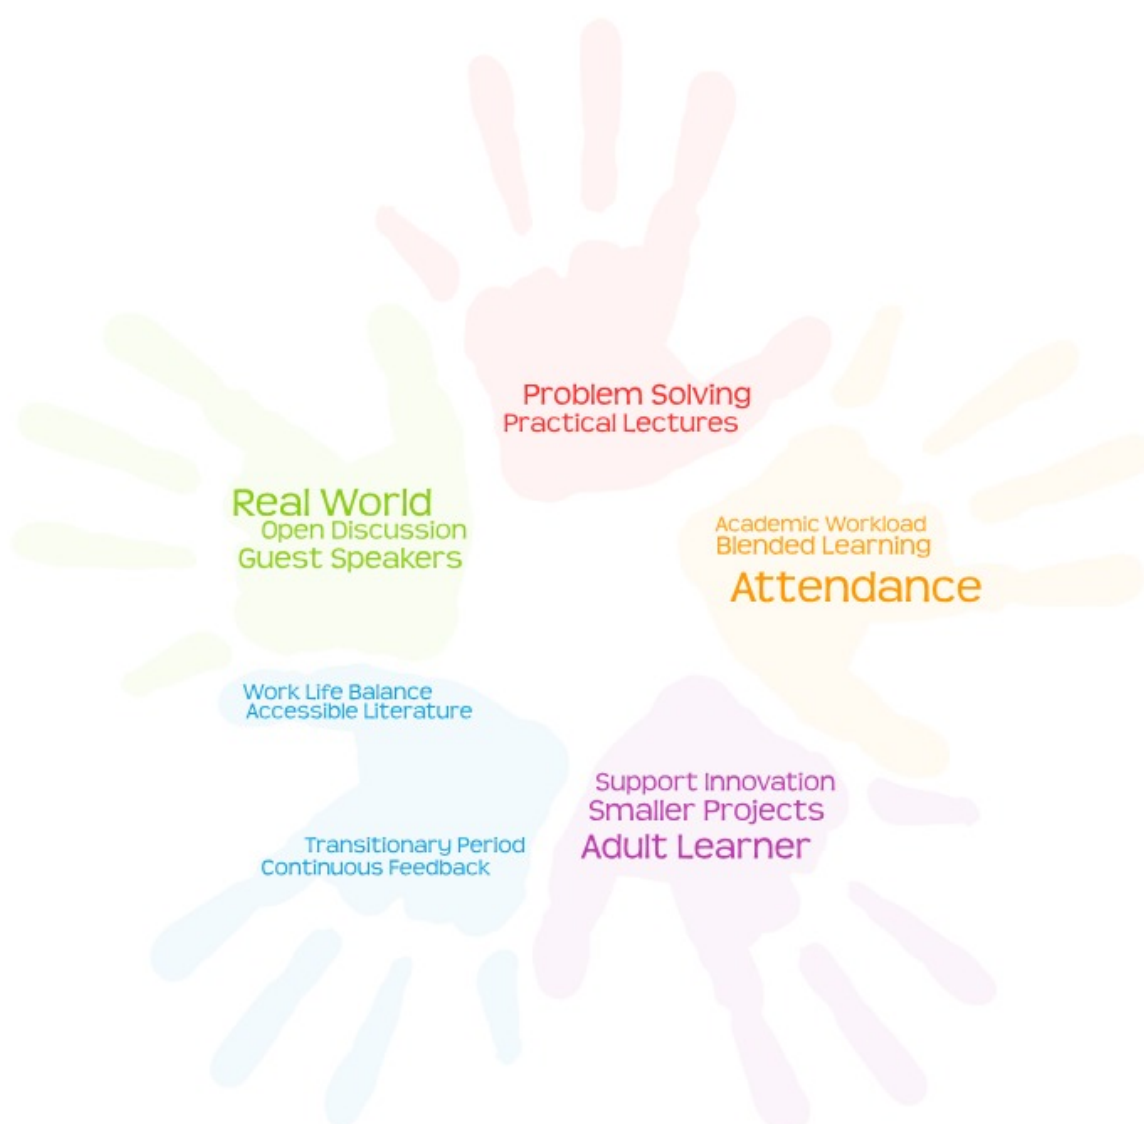 Problem Solving
Practical Lectures
Real World
Open Discussion
Guest Speakers
Academic Workload
Blended Learning
Attendance
Work Life Balance
Accessible Literature
Transitionary Period
Continuous Feedback
Support Innovation
Smaller Projects
Adult Learner